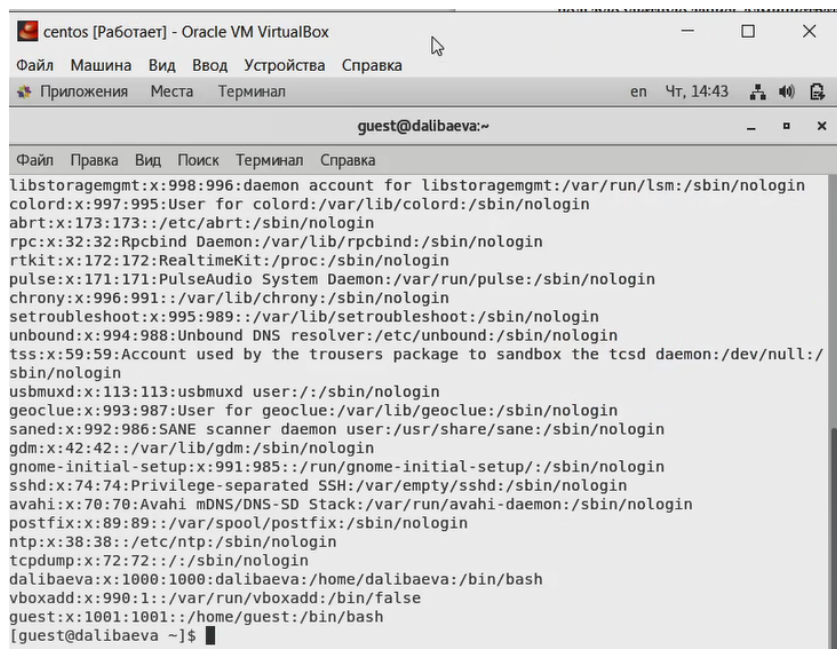 centos [Работает] - Oracle VM VirtualBox
Файл Машина Вид Ввод Устройства Справка
Приложения Места Терминал en Чт, 14:43
guest@dalibaeva:~
Файл Правка Вид Поиск Терминал Справка
libstoragemgmt:x:998:996:daemon account for libstoragemgmt:/var/run/lsm:/sbin/nologin
colord:x:997:995:User for colord:/var/lib/colord:/sbin/nologin
abrt:x:173:173::/etc/abrt:/sbin/nologin
rpc:x:32:32:Rpcbind Daemon:/var/lib/rpcbind:/sbin/nologin
rtkit:x:172:172:RealtimeKit:/proc:/sbin/nologin
pulse:x:171:171:PulseAudio System Daemon:/var/run/pulse:/sbin/nologin
chrony:x:996:991::/var/lib/chrony:/sbin/nologin
setroubleshoot:x:995:989::/var/lib/setroubleshoot:/sbin/nologin
unbound:x:994:988:Unbound DNS resolver:/etc/unbound:/sbin/nologin
tss:x:59:59:Account used by the trousers package to sandbox the tcsd daemon:/dev/null:/
sbin/nologin
usbmuxd:x:113:113:usbmuxd user:/:/sbin/nologin
geoclue:x:993:987:User for geoclue:/var/lib/geoclue:/sbin/nologin
saned:x:992:986:SANE scanner daemon user:/usr/share/sane:/sbin/nologin
gdm:x:42:42::/var/lib/gdm:/sbin/nologin
gnome-initial-setup:x:991:985::/run/gnome-initial-setup/:/sbin/nologin
sshd:x:74:74:Privilege-separated SSH:/var/empty/sshd:/sbin/nologin
avahi:x:70:70:Avahi mDNS/DNS-SD Stack:/var/run/avahi-daemon:/sbin/nologin
postfix:x:89:89::/var/spool/postfix:/sbin/nologin
ntp:x:38:38::/etc/ntp:/sbin/nologin
tcpdump:x:72:72::/:/sbin/nologin
dalibaeva:x:1000:1000:dalibaeva:/home/dalibaeva:/bin/bash
vboxadd:x:990:1::/var/run/vboxadd:/bin/false
guest:x:1001:1001::/home/guest:/bin/bash
[guest@dalibaeva ~]$